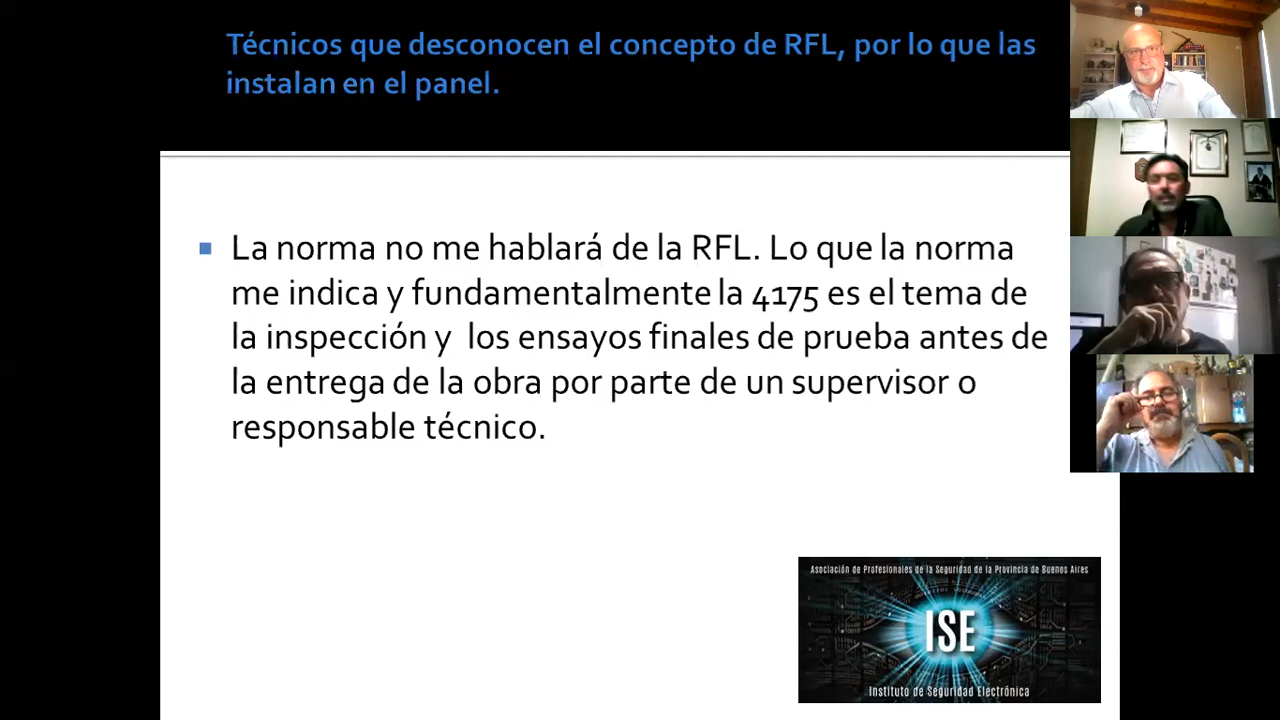 Técnicos que desconocen el concepto de RFL, por lo que las
instalan en el panel.
La norma no me hablará de la RFL. Lo que la norma
me indica y fundamentalmente la 4175 es el tema de
la inspección y los ensayos finales de prueba antes de
la entrega de la obra por parte de un supervisor o
responsable técnico.
Asociación de Profesionales de la Seguridad de la Provincia de Buenos Aires
ISE
Instituto de Seguridad Electrónica